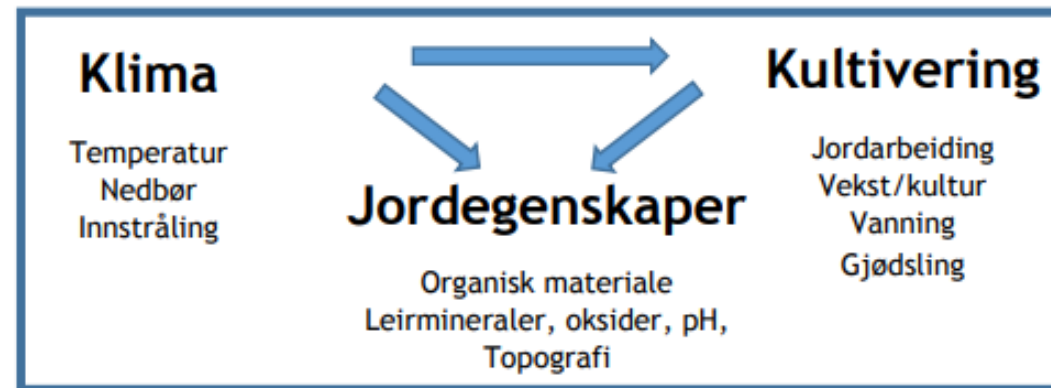 Klima
Temperatur
Nedbør
Innstråling
Kultivering
Jordarbeiding
Vekst/kultur
Vanning
Gjødsling
Jordegenskaper
Organisk materiale
Leirmineraler, oksider, pH,
Topografi